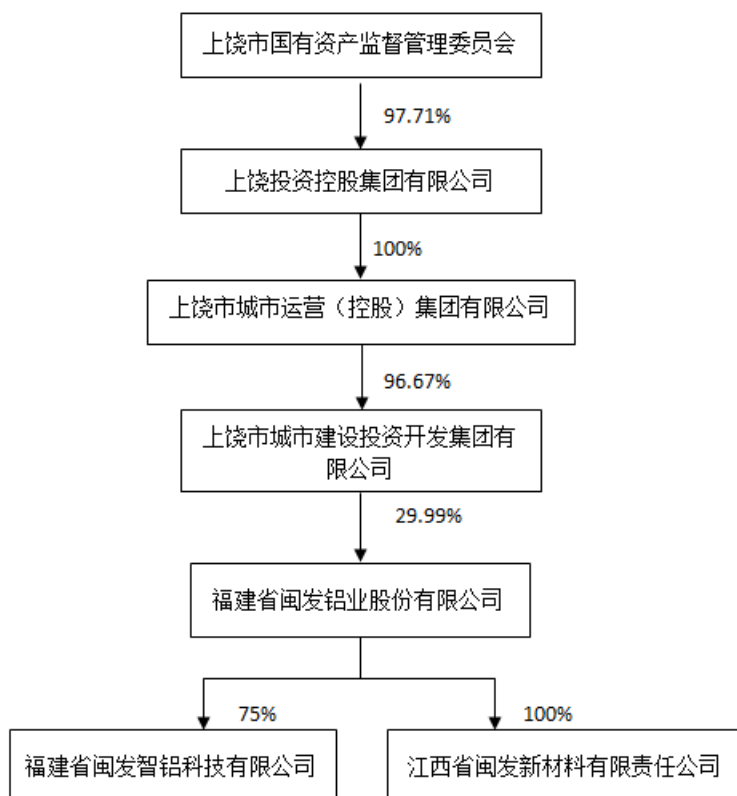 上饶市国有资产监督管理委员会
97.71%
上饶投资控股集团有限公司
100%
上饶市城市运营（控股）集团有限公司
96.67%
上饶市城市建设投资开发集团有
限公司
29.99%
福建省闽发铝业股份有限公司
75%
100%
福建省闽发智铝科技有限公司
江西省闽发新材料有限责任公司